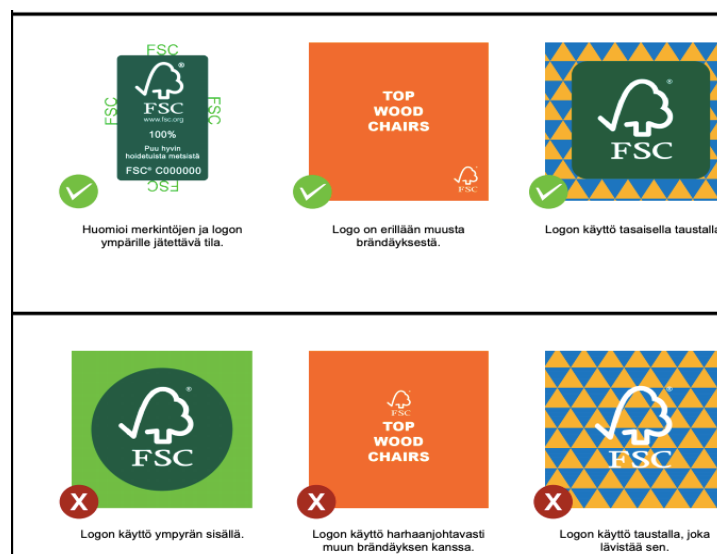 FSC
FSC
FSC
®
FSC
www.fsc.org
100%
Puu hyvin
hoidetuista metsistä
FSC® C000000
FSC
Huomioi merkintöjen ja logon
ympärille jätettävä tila.
TOP
WOOD
CHAIRS
FSC
Logo on erillään muusta
brändäyksestä.
®
FSC
Logon käyttö tasaisella taustalla
®
FSC
X
Logon käyttö ympyrän sisällä.
FSC
TOP
WOOD
CHAIRS
X
Logon käyttö harhaanjohtavasti
muun brändäyksen kanssa.
®
FSC
X
Logon käyttö taustalla, joka
lävistää sen.